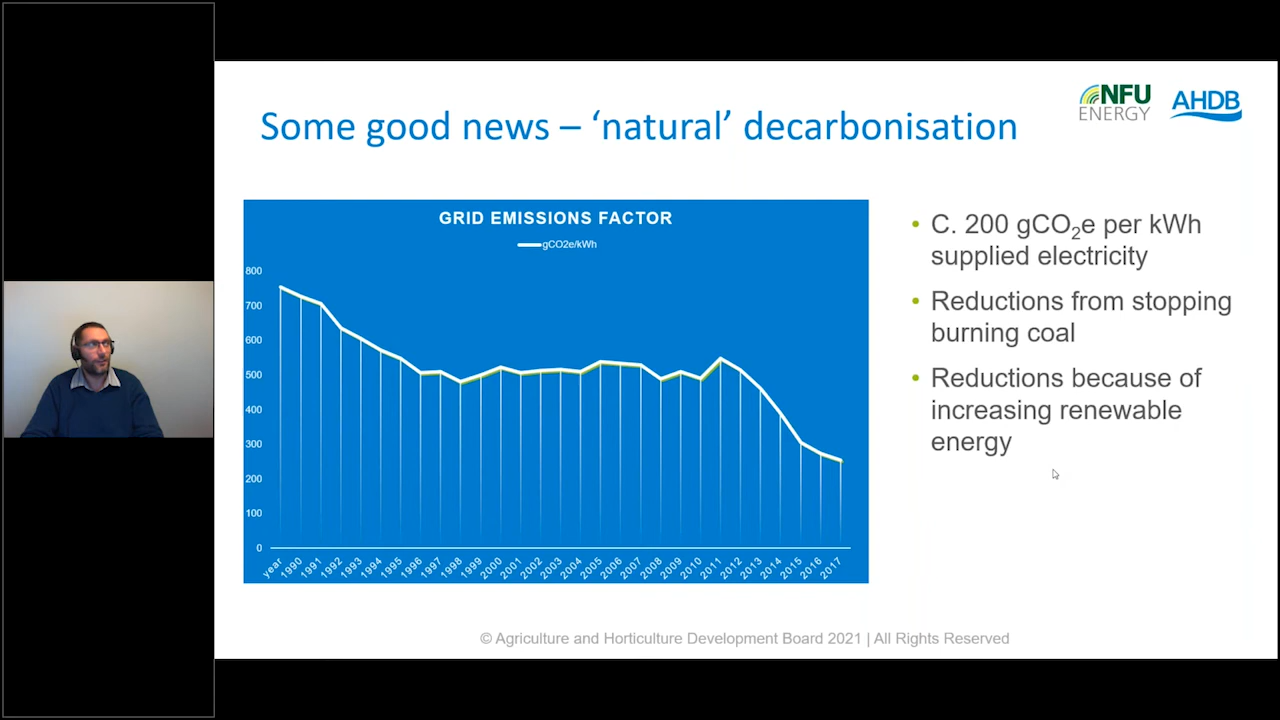 Some good news – ‘natural’ decarbonisation
NFU
ENERGY
AHDB
GRID EMISSIONS FACTOR
gCO2e/kWh
800
700
600
500
400
300
200
100
0
year 1990 1991 1992 1993 1994 1995 1996 1997 1998 1999 2000 2001 2002 2003 2004 2005 2006 2007 2008 2009 2010 2011 2012 2013 2014 2015 2016 2017
• C. 200 gCO₂e per kWh
supplied electricity
• Reductions from stopping
burning coal
• Reductions because of
increasing renewable
energy
© Agriculture and Horticulture Development Board 2021 | All Rights Reserved